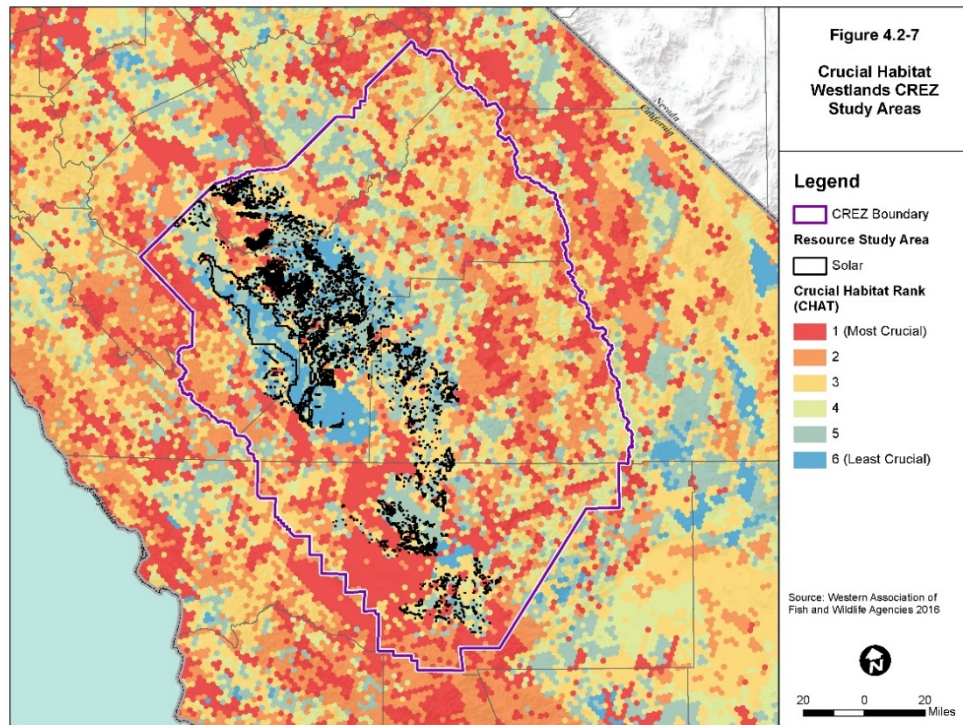 Figure 4.2-7
Crucial Habitat
Westlands CREZ
Study Areas
Nevada
California
Legend
CREZ Boundary
Resource Study Area
Solar
Crucial Habitat Rank
(CHAT)
1 (Most Crucial)
2
3
4
5
6 (Least Crucial)
Source: Western Association of
Fish and Wildlife Agencies 2016
N
20 0 20
Miles